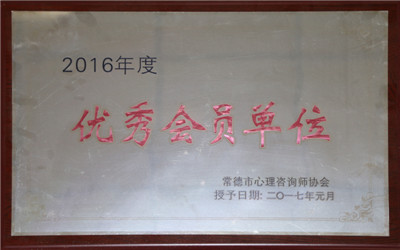 2016年度
优秀会员单位
常德市心理咨询师协会
授予日期:二〇一七年元月